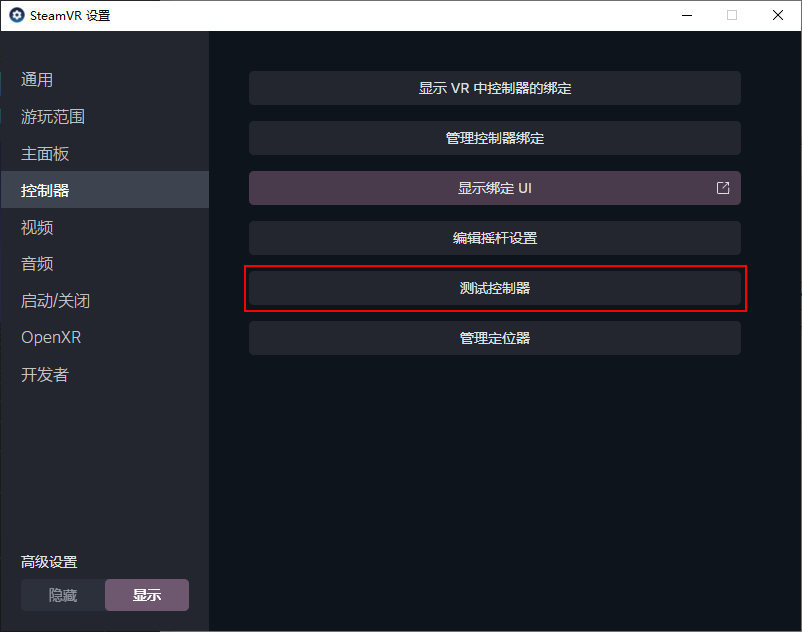 SteamVR 设置
通用
游玩范围
主面板
控制器
视频
音频
启动/关闭
OpenXR
开发者
高级设置
隐藏
显示
显示 VR 中控制器的绑定
管理控制器绑定
显示绑定 UI
编辑摇杆设置
测试控制器
管理定位器